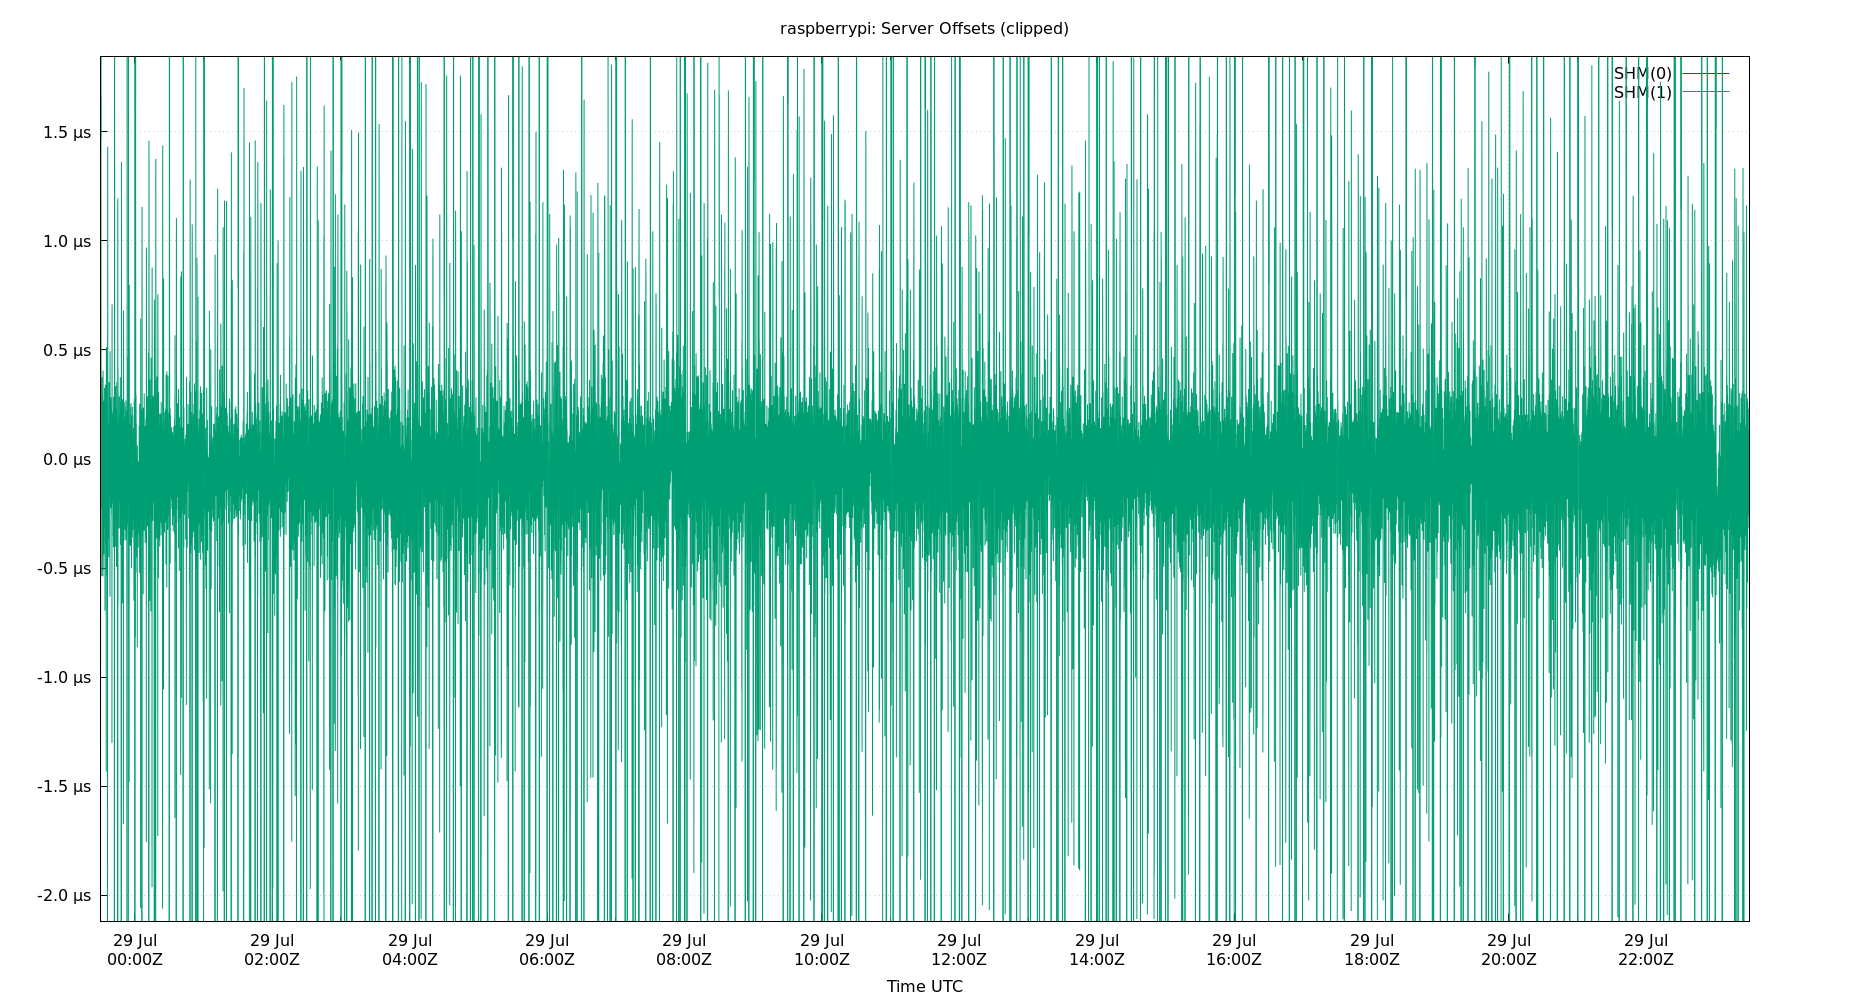 raspberrypi: Server Offsets (clipped)
SHM(0)
SHM(1)
1.5 µs
1.0 µs
0.5 µs
0.0 µs
-0.5 µs
-1.0 µs
-1.5 µs
-2.0 µs
29 Jul 29 Jul 29 Jul 29 Jul 29 Jul 29 Jul 29 Jul 29 Jul 29 Jul 29 Jul 29 Jul 29 Jul
00:00Z 02:00Z 04:00Z 06:00Z 08:00Z 10:00Z 12:00Z 14:00Z 16:00Z 18:00Z 20:00Z 22:00Z
Time UTC